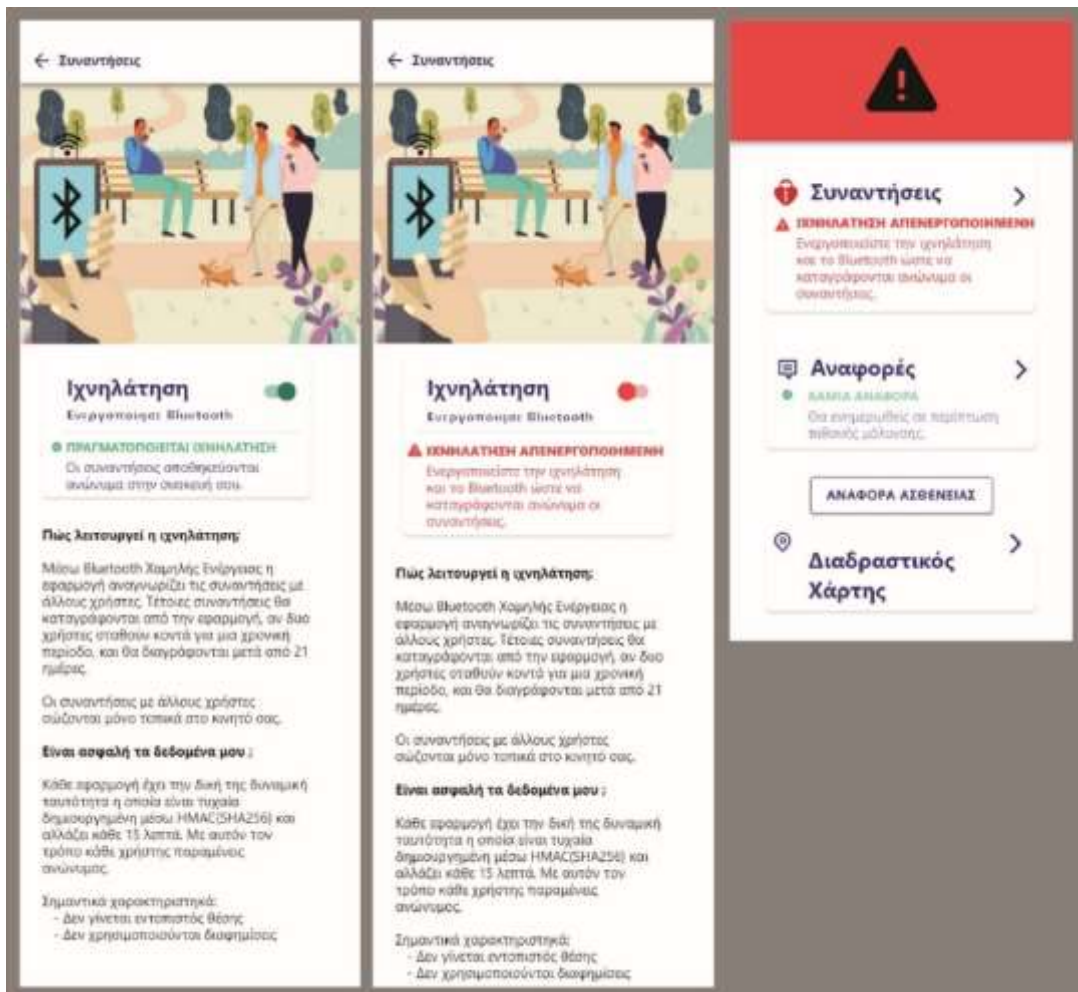 ← Συναντήσεις
Ιχνηλάτηση
Ενεργοποίησε Bluetooth
ΠΡΑΓΜΑΤΟΠΟΙΕΙΤΑΙ ΙΧΝΗΛΑΤΗΣΗ
Οι συναντήσεις αποθηκεύονται
ανώνυμα στην συσκευή σου.
Πώς λειτουργεί η ιχνηλάτηση;
Μέσω Bluetooth Χαμηλής Ενέργειας η
εφαρμογή αναγνωρίζει τις συναντήσεις με
άλλους χρήστες. Τέτοιες συναντήσεις θα
καταγράφονται από την εφαρμογή, αν δυο
χρήστες σταθούν κοντά για μια χρονική
περίοδο, και θα διαγράφονται μετά από 21
ημέρες.
Οι συναντήσεις με άλλους χρήστες
σώζονται μόνο τοπικά στο κινητό σας.
Είναι ασφαλή τα δεδομένα μου ;
Κάθε εφαρμογή έχει την δική της δυναμική
ταυτότητα η οποία είναι τυχαία
δημιουργημένη μέσω HMAC(SHA256) και
αλλάζει κάθε 15 λεπτά. Με αυτόν τον
τρόπο κάθε χρήστης παραμένεις
ανώνυμος.
Σημαντικά χαρακτηριστηκά:
- Δεν γίνεται εντοπιστός θέσης
- Δεν χρησιμοποιούνται διαφημίσεις
← Συναντήσεις
Ιχνηλάτηση
Ενεργοποίησε Bluetooth
ΙΧΝΗΛΑΤΗΣΗ ΑΠΕΝΕΡΓΟΠΟΙΗΜΕΝΗ
Ενεργοποιείστε την ιχνηλάτηση
και το Bluetooth ώστε να
καταγράφονται ανώνυμα οι
συναντήσεις.
Πώς λειτουργεί η ιχνηλάτηση;
Μέσω Bluetooth Χαμηλής Ενέργειας η
εφαρμογή αναγνωρίζει τις συναντήσεις με
άλλους χρήστες. Τέτοιες συναντήσεις θα
καταγράφονται από την εφαρμογή, αν δυο
χρήστες σταθούν κοντά για μια χρονική
περίοδο, και θα διαγράφονται μετά από 21
ημέρες.
Οι συναντήσεις με άλλους χρήστες
σώζονται μόνο τοπικά στο κινητό σας.
Είναι ασφαλή τα δεδομένα μου ;
Κάθε εφαρμογή έχει την δική της δυναμική
ταυτότητα η οποία είναι τυχαία
δημιουργημένη μέσω HMAC(SHA256) και
αλλάζει κάθε 15 λεπτά. Με αυτόν τον
τρόπο κάθε χρήστης παραμένεις
ανώνυμος.
Σημαντικά χαρακτηριστηκά:
- Δεν γίνεται εντοπιστός θέσης
- Δεν χρησιμοποιούνται διαφημίσεις
Συναντήσεις
ΙΧΝΗΛΑΤΗΣΗ ΑΠΕΝΕΡΓΟΠΟΙΗΜΕΝΗ
Ενεργοποιείστε την ιχνηλάτηση
και το Bluetooth ώστε να
καταγράφονται ανώνυμα οι
συναντήσεις.
Αναφορές
ΚΑΜΙΑ ΑΝΑΦΟΡΑ
Θα ενημερωθείς σε περίπτωση
πιθανής μόλυνσης.
ΑΝΑΦΟΡΑ ΑΣΘΕΝΕΙΑΣ
Διαδραστικός
Χάρτης